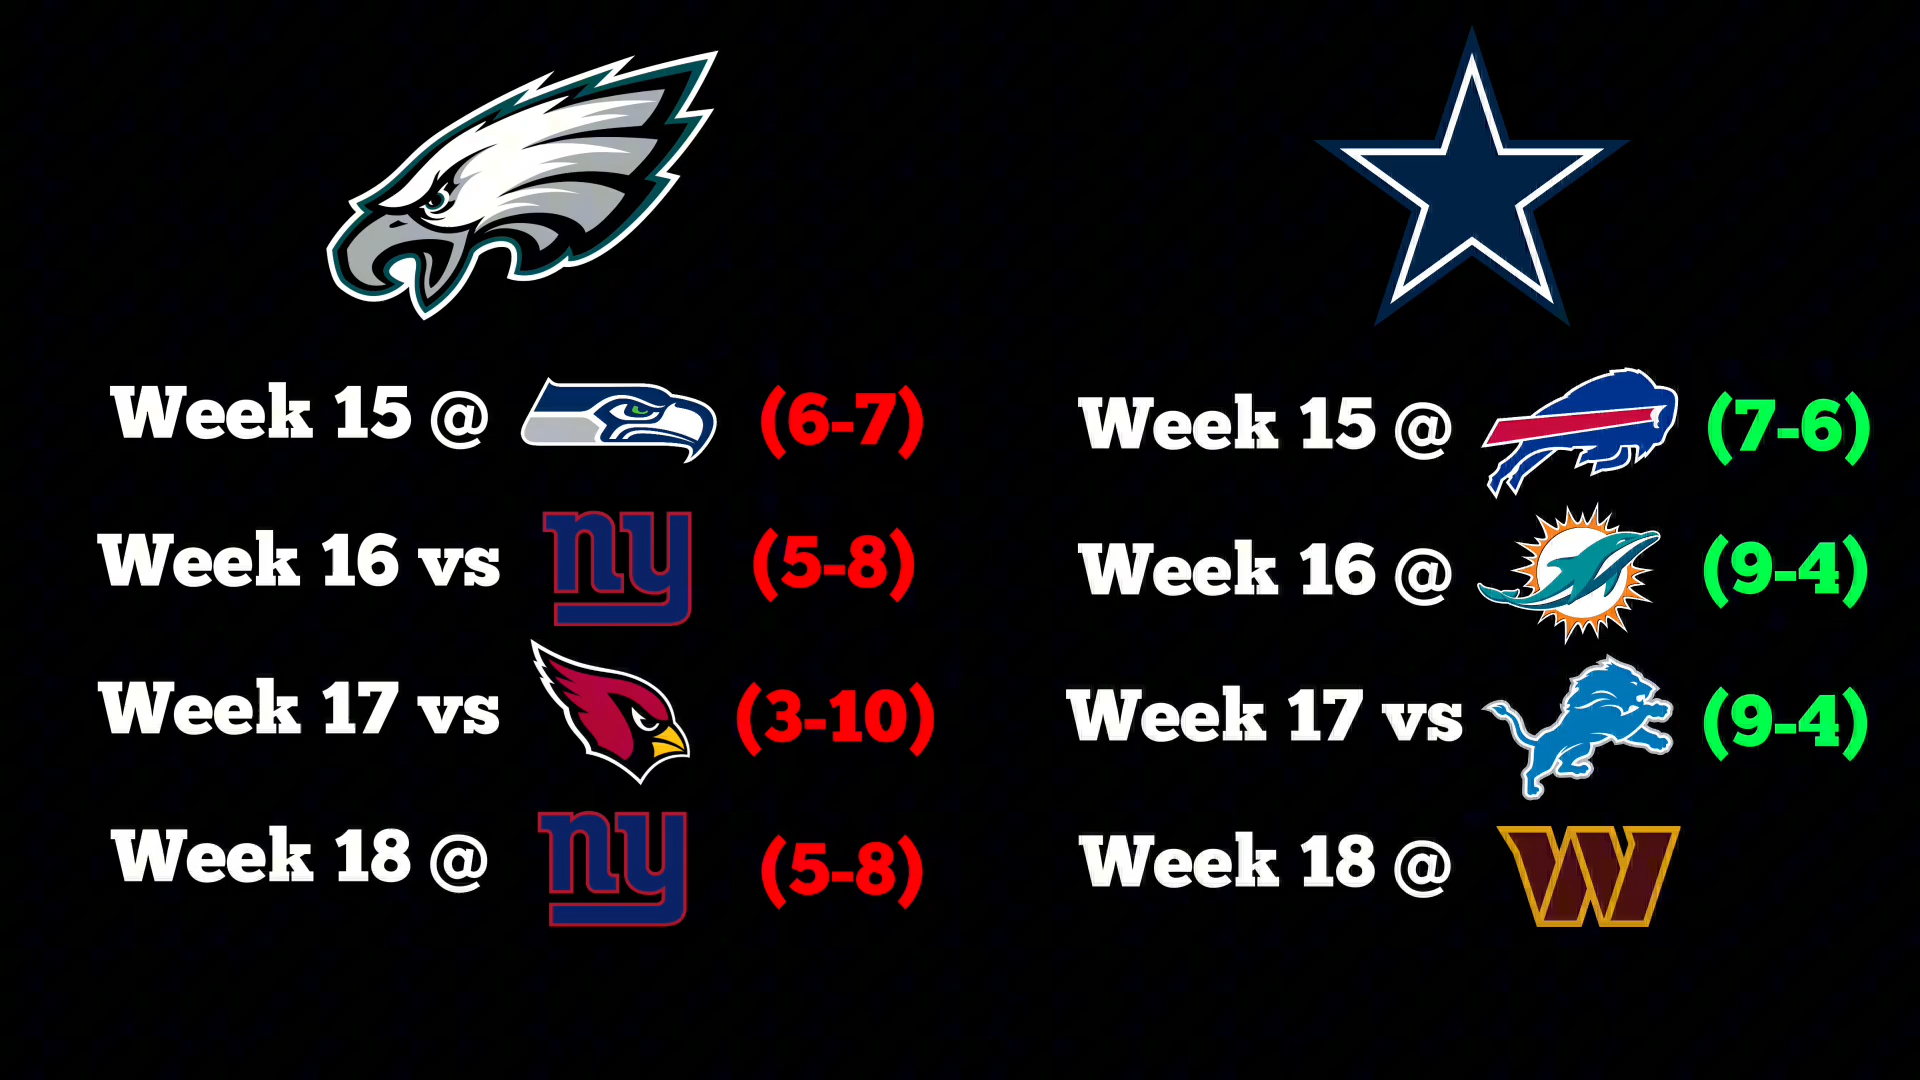 Week 15 @ (6-7)
Week 16 vs ny (5-8)
Week 17 vs (3-10)
Week 18 @ ny (5-8)
Week 15 @ (7-6)
Week 16 @ (9-4)
Week 17 vs (9-4)
Week 18 @ W